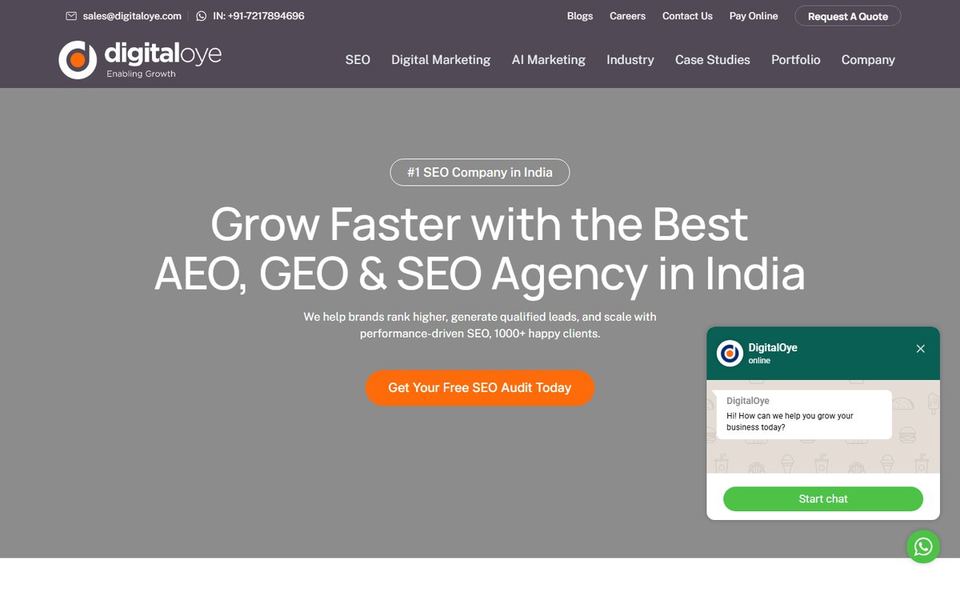 sales@digitaloye.com
IN: +91-7217894696
Blogs
Careers
Contact Us
Pay Online
Request A Quote
digitaloye
Enabling Growth
SEO
Digital Marketing
AI Marketing
Industry
Case Studies
Portfolio
Company
#1 SEO Company in India
Grow Faster with the Best
AEO, GEO & SEO Agency in India
We help brands rank higher, generate qualified leads, and scale with
performance-driven SEO, 1000+ happy clients.
Get Your Free SEO Audit Today
DigitalOye
online
DigitalOye
Hi! How can we help you grow your
business today?
Start chat